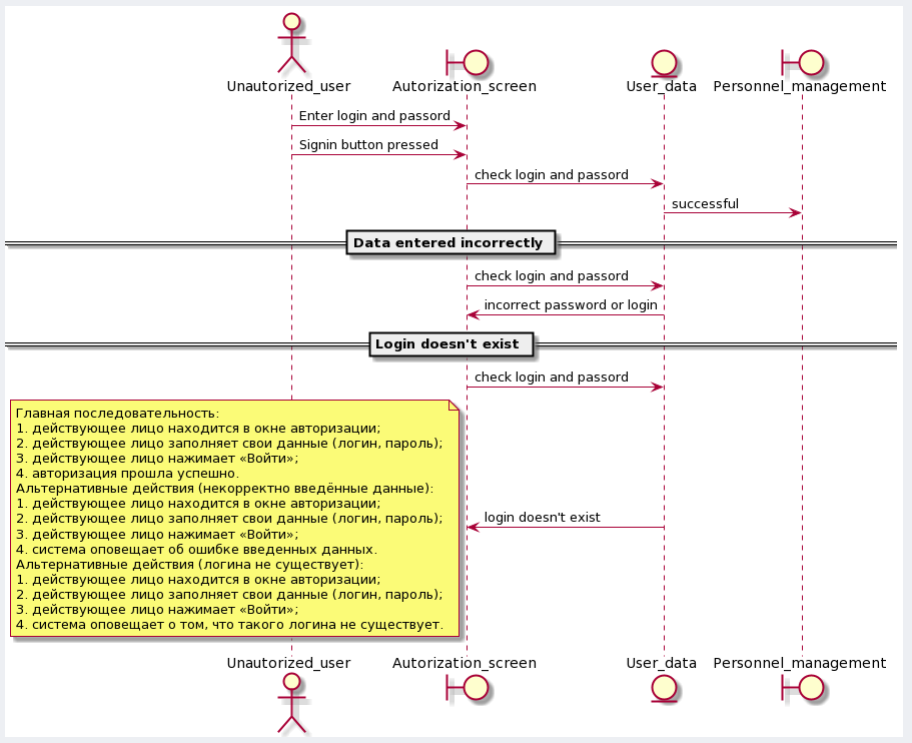 Unautorized_user
Autorization_screen
User_data
Personnel_management
Enter login and passord
Signin button pressed
check login and passord
successful
Data entered incorrectly
check login and passord
incorrect password or login
Login doesn't exist
check login and passord
Главная последовательность:
1. действующее лицо находится в окне авторизации;
2. действующее лицо заполняет свои данные (логин, пароль);
3. действующее лицо нажимает «Войти»;
4. авторизация прошла успешно.
Альтернативные действия (некорректно введённые данные):
1. действующее лицо находится в окне авторизации;
2. действующее лицо заполняет свои данные (логин, пароль);
3. действующее лицо нажимает «Войти»;
4. система оповещает об ошибке введенных данных.
Альтернативные действия (логина не существует):
1. действующее лицо находится в окне авторизации;
2. действующее лицо заполняет свои данные (логин, пароль);
3. действующее лицо нажимает «Войти»;
4. система оповещает о том, что такого логина не существует.
login doesn't exist
Unautorized_user
Autorization_screen
User_data
Personnel_management